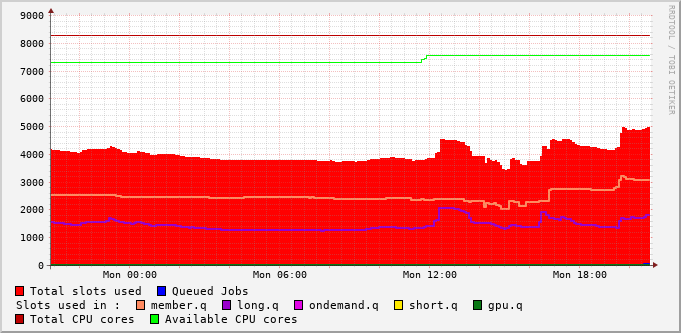 9000
8000
7000
6000
5000
4000
3000
2000
1000
0
Mon 00:00 Mon 06:00 Mon 12:00 Mon 18:00
RRDTOOL / TOBI OETIKER
Total slots used Queued Jobs
Slots used in : member.q long.q ondemand.q short.q gpu.q
Total CPU cores Available CPU cores